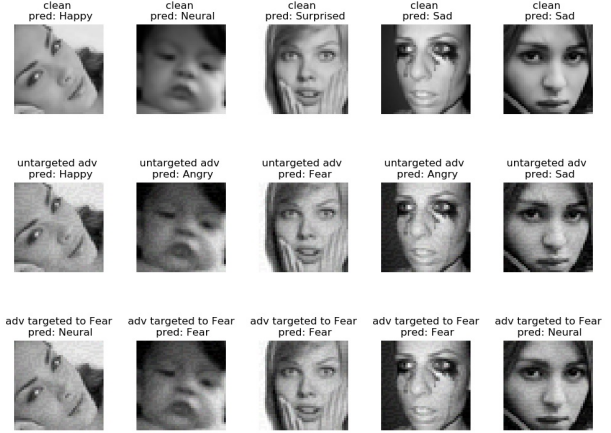 clean
pred: Happy
clean
pred: Neural
clean
pred: Surprised
clean
pred: Sad
clean
pred: Sad
untargeted adv
pred: Happy
untargeted adv
pred: Angry
untargeted adv
pred: Fear
untargeted adv
pred: Angry
untargeted adv
pred: Sad
adv targeted to Fear
pred: Neural
adv targeted to Fear
pred: Fear
adv targeted to Fear
pred: Fear
adv targeted to Fear
pred: Fear
adv targeted to Fear
pred: Neural